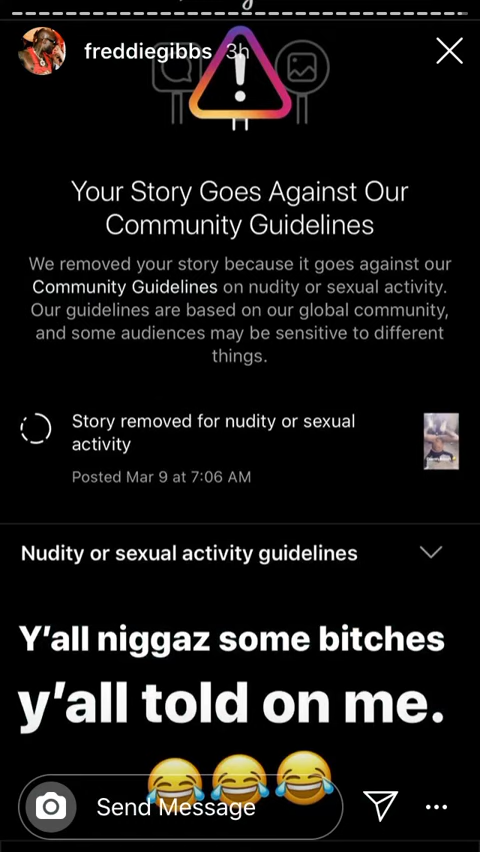 freddiegibbs 3h
Your Story Goes Against Our
Community Guidelines
We removed your story because it goes against our
Community Guidelines on nudity or sexual activity.
Our guidelines are based on our global community,
and some audiences may be sensitive to different
things.
Story removed for nudity or sexual
activity
Posted Mar 9 at 7:06 AM
Nudity or sexual activity guidelines
Y'all niggaz some bitches
y'all told on me.
😂😂😂
Send Message